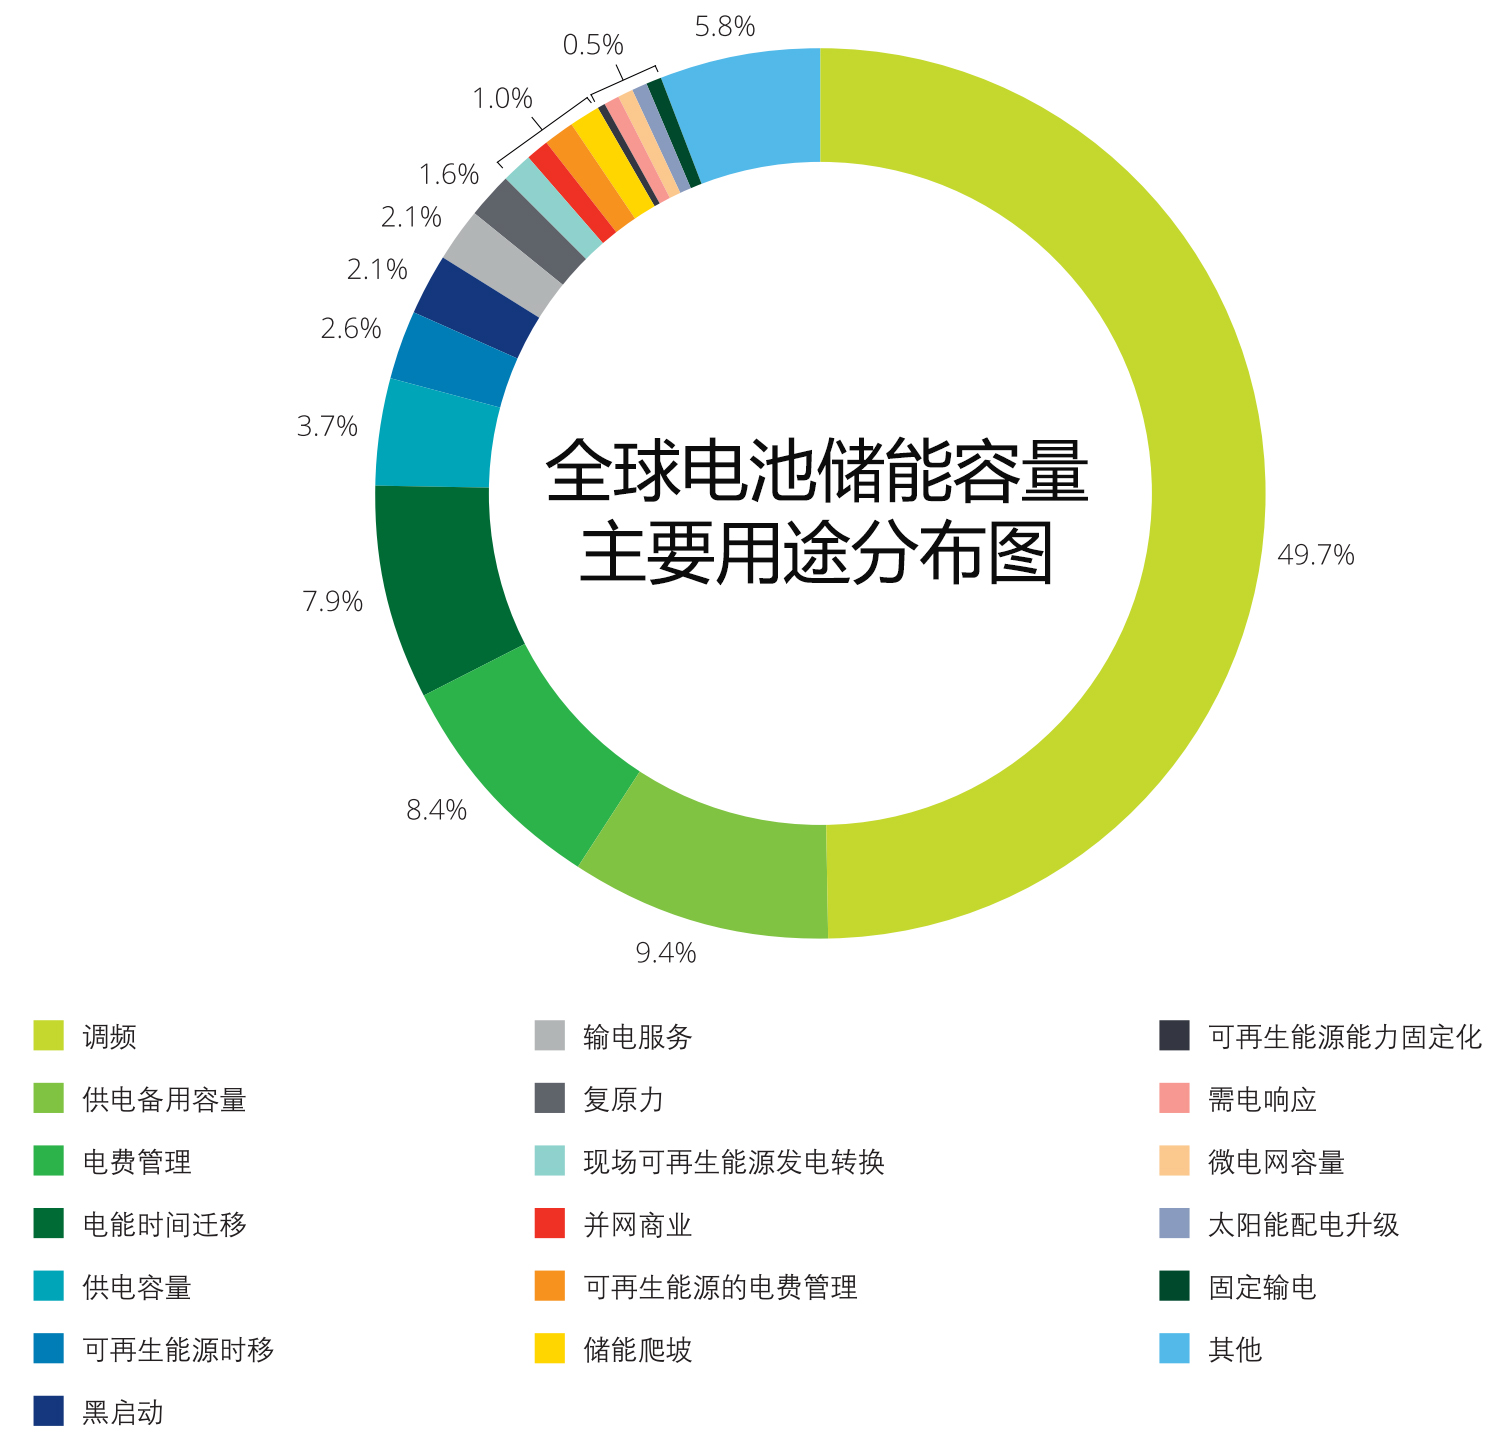 5.8%
0.5%
1.0%
1.6%
2.1%
2.1%
2.6%
3.7%
7.9%
8.4%
9.4%
49.7%
全球电池储能容量
主要用途分布图
调频
供电备用容量
电费管理
电能时间迁移
供电容量
可再生能源时移
黑启动
输电服务
复原力
现场可再生能源发电转换
并网商业
可再生能源的电费管理
储能爬坡
可再生能源能力固定化
需电响应
微电网容量
太阳能配电升级
固定输电
其他